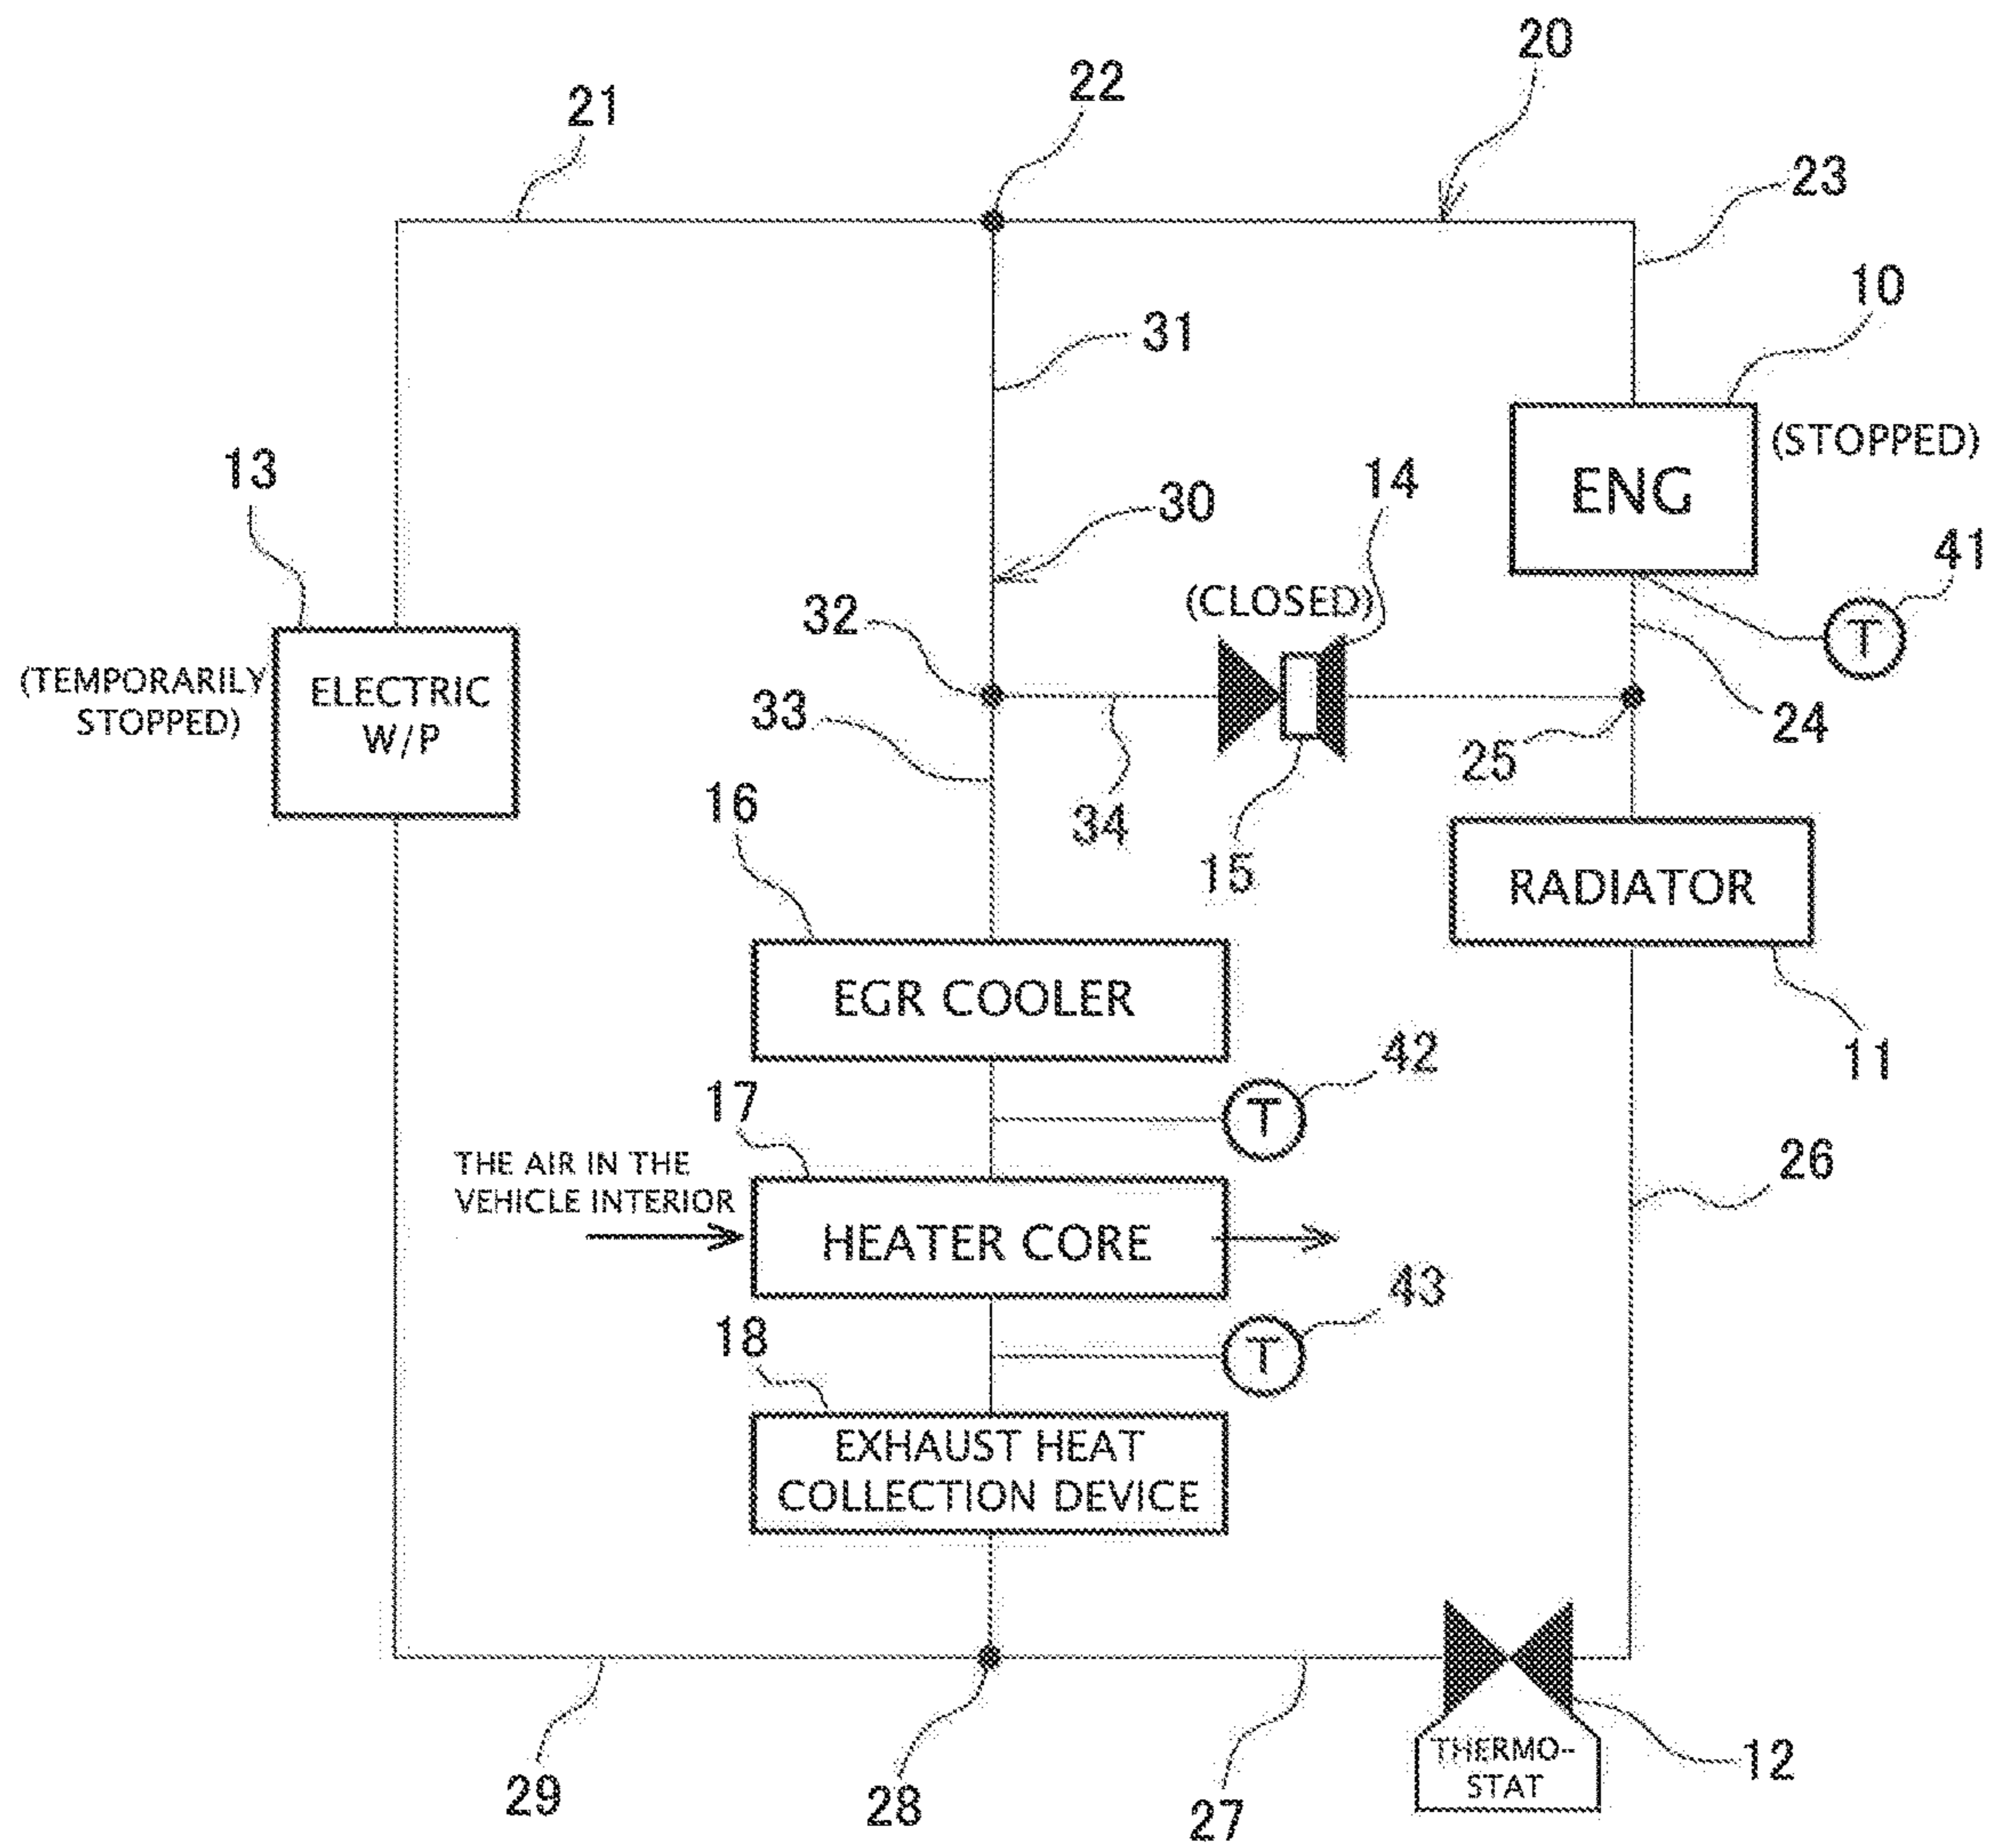 20
22
21
23
10
31
(STOPPED)
ENG
13
14
30
41
(CLOSED)
T
32
(TEMPORARILY
STOPPED)
ELECTRIC
W/P
33
24
25
16
34
15
RADIATOR
EGR COOLER
42
11
17
T
THE AIR IN THE
VEHICLE INTERIOR
26
HEATER CORE
43
18
T
EXHAUST HEAT
COLLECTION DEVICE
THERMO-
STAT
12
29
28
27